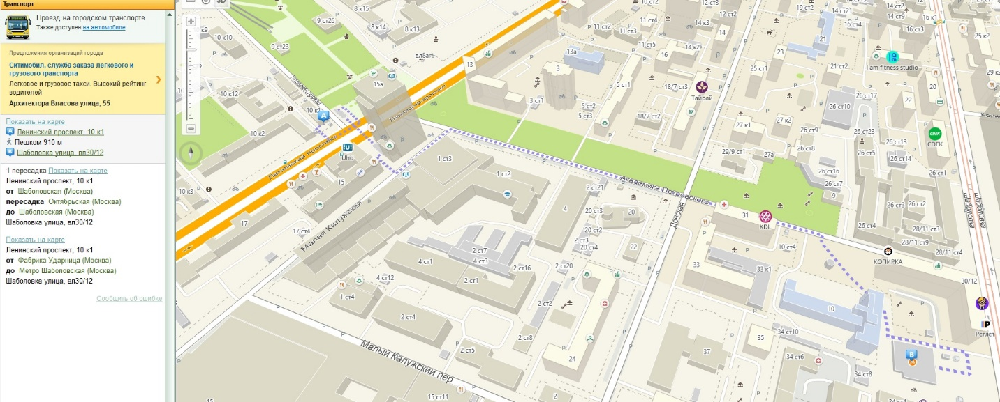 Транспорт
Проезд на городском транспорте
Также доступен на автомобиле.
Предложения организаций города
Ситимобил, служба заказа легкового и
грузового транспорта
Легковое и грузовое такси. Высокий рейтинг
водителей
Архитектора Власова улица, 55
Показать на карте
A Ленинский проспект, 10 к1
Пешком 910 м
B Шаболовка улица, вл30/12
1 пересадка Показать на карте
Ленинский проспект, 10 к1
от Шаболовская (Москва)
пересадка Октябрьская (Москва)
до Шаболовская (Москва)
Шаболовка улица, вл30/12
Показать на карте
Ленинский проспект, 10 к1
от Фабрика Ударница (Москва)
до Метро Шаболовская (Москва)
Шаболовка улица, вл30/12
Сообщить об ошибке
3D
8 к15
9 ст26
8 к14
8 к13
к9
10 к10
9 ст23
вл8а
15а
13
13а
3
3 ст1
10 ст2
11 ст4
11 ст3
12 ст3
11 ст2
12
14
14 к2
16
5 ст1
5 ст3
18/7 ст3
18/7 ст2
Тайрай
19 ст2
14 ст21
14 ст2
14 ст9
16 к1
16 ст3
21
23
25 ст1
21 ст2
I am fitness studio
25 к2
29 к2
20
22
26 ст17
26 ст10
26 ст23
CDEK
CDEK
27 к1
27 к2
26 ст9
26 ст8
26 ст13
26 ст5
26 ст14
29/9 ст1
27а
26 ст16
26 ст7
26 ст1
9
26 ст3
26 ст2
26 ст4
28/11 ст3
28/11 ст9
28/11 ст4
Шаболовка
Шаболовка
10 к12
10 к
A
10 к2
Ленинский проспект
Ленинский проспект
Uhd
10 к3
15
17
17 ст4
Малая Калужская
1 ст3
1 ст2
2 ст21
4
20 ст3
20
20 ст2
2 ст3
20 ст4
22
Академика Петровского
Донская
31
KDL
10 ст4
КОПИРКА
30/12
33
33 к1
2 ст7
4 ст3
4 ст1
2 ст16
2 ст20
2 ст1
4 ст12
1 ст4
2 ст4
2 ст2
2 ст8
2 ст5
Малый Калужский пер
24
10
35
34 ст10
37
34 ст6
B
34 ст8
Реглет
15
15 ст11
2